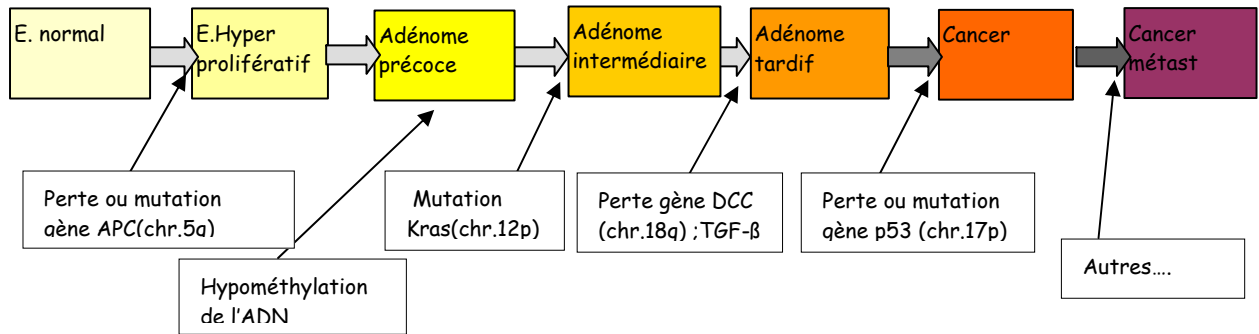 E. normal
E.Hyper
prolifératif
Adénome
précoce
Adénome
intermédiaire
Adénome
tardif
Cancer
Cancer
métast
Perte ou mutation
gène APC(chr.5q)
Hypométhylation
de l'ADN
Mutation
Kras(chr.12p)
Perte gène DCC
(chr.18q) ;TGF-ß
Perte ou mutation
gène p53 (chr.17p)
Autres….